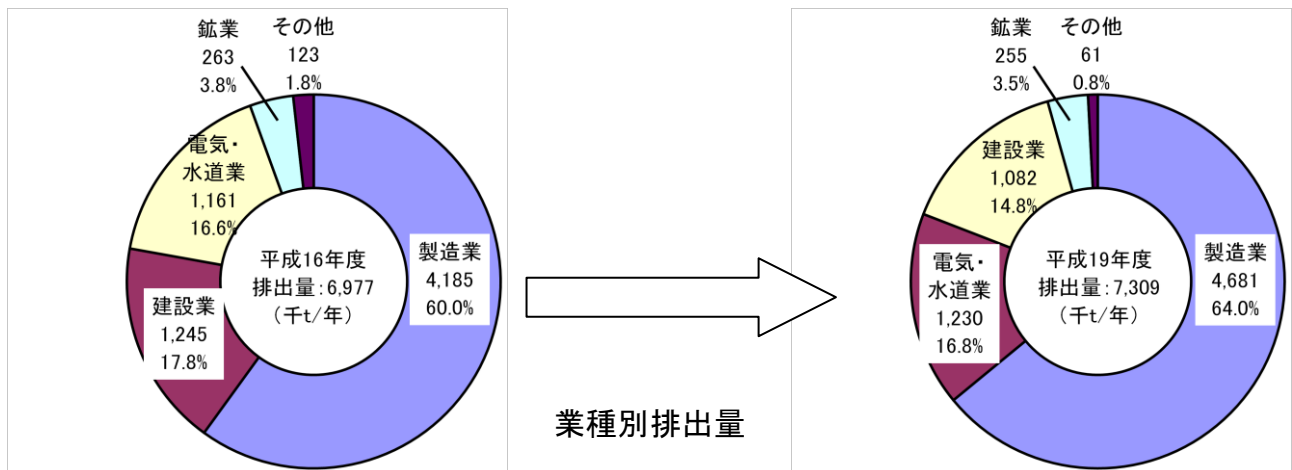 鉱業
263
3.8%
その他
123
1.8%
電気・
水道業
1,161
16.6%
建設業
1,245
17.8%
平成16年度
排出量:6,977
(千t/年)
製造業
4,185
60.0%
業種別排出量
鉱業
255
3.5%
その他
61
0.8%
建設業
1,082
14.8%
電気・
水道業
1,230
16.8%
平成19年度
排出量:7,309
(千t/年)
製造業
4,681
64.0%